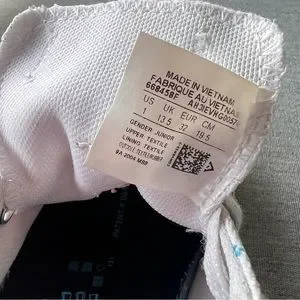 MADE IN VIETNAM
FABRIQUE AU VIETNAM
668458F
US UK EUR CM
1 13.5 32 19.5
GENDER: JUNIOR
UPPER: TEXTILE
LINING: TEXTILE
OUTSOLE: